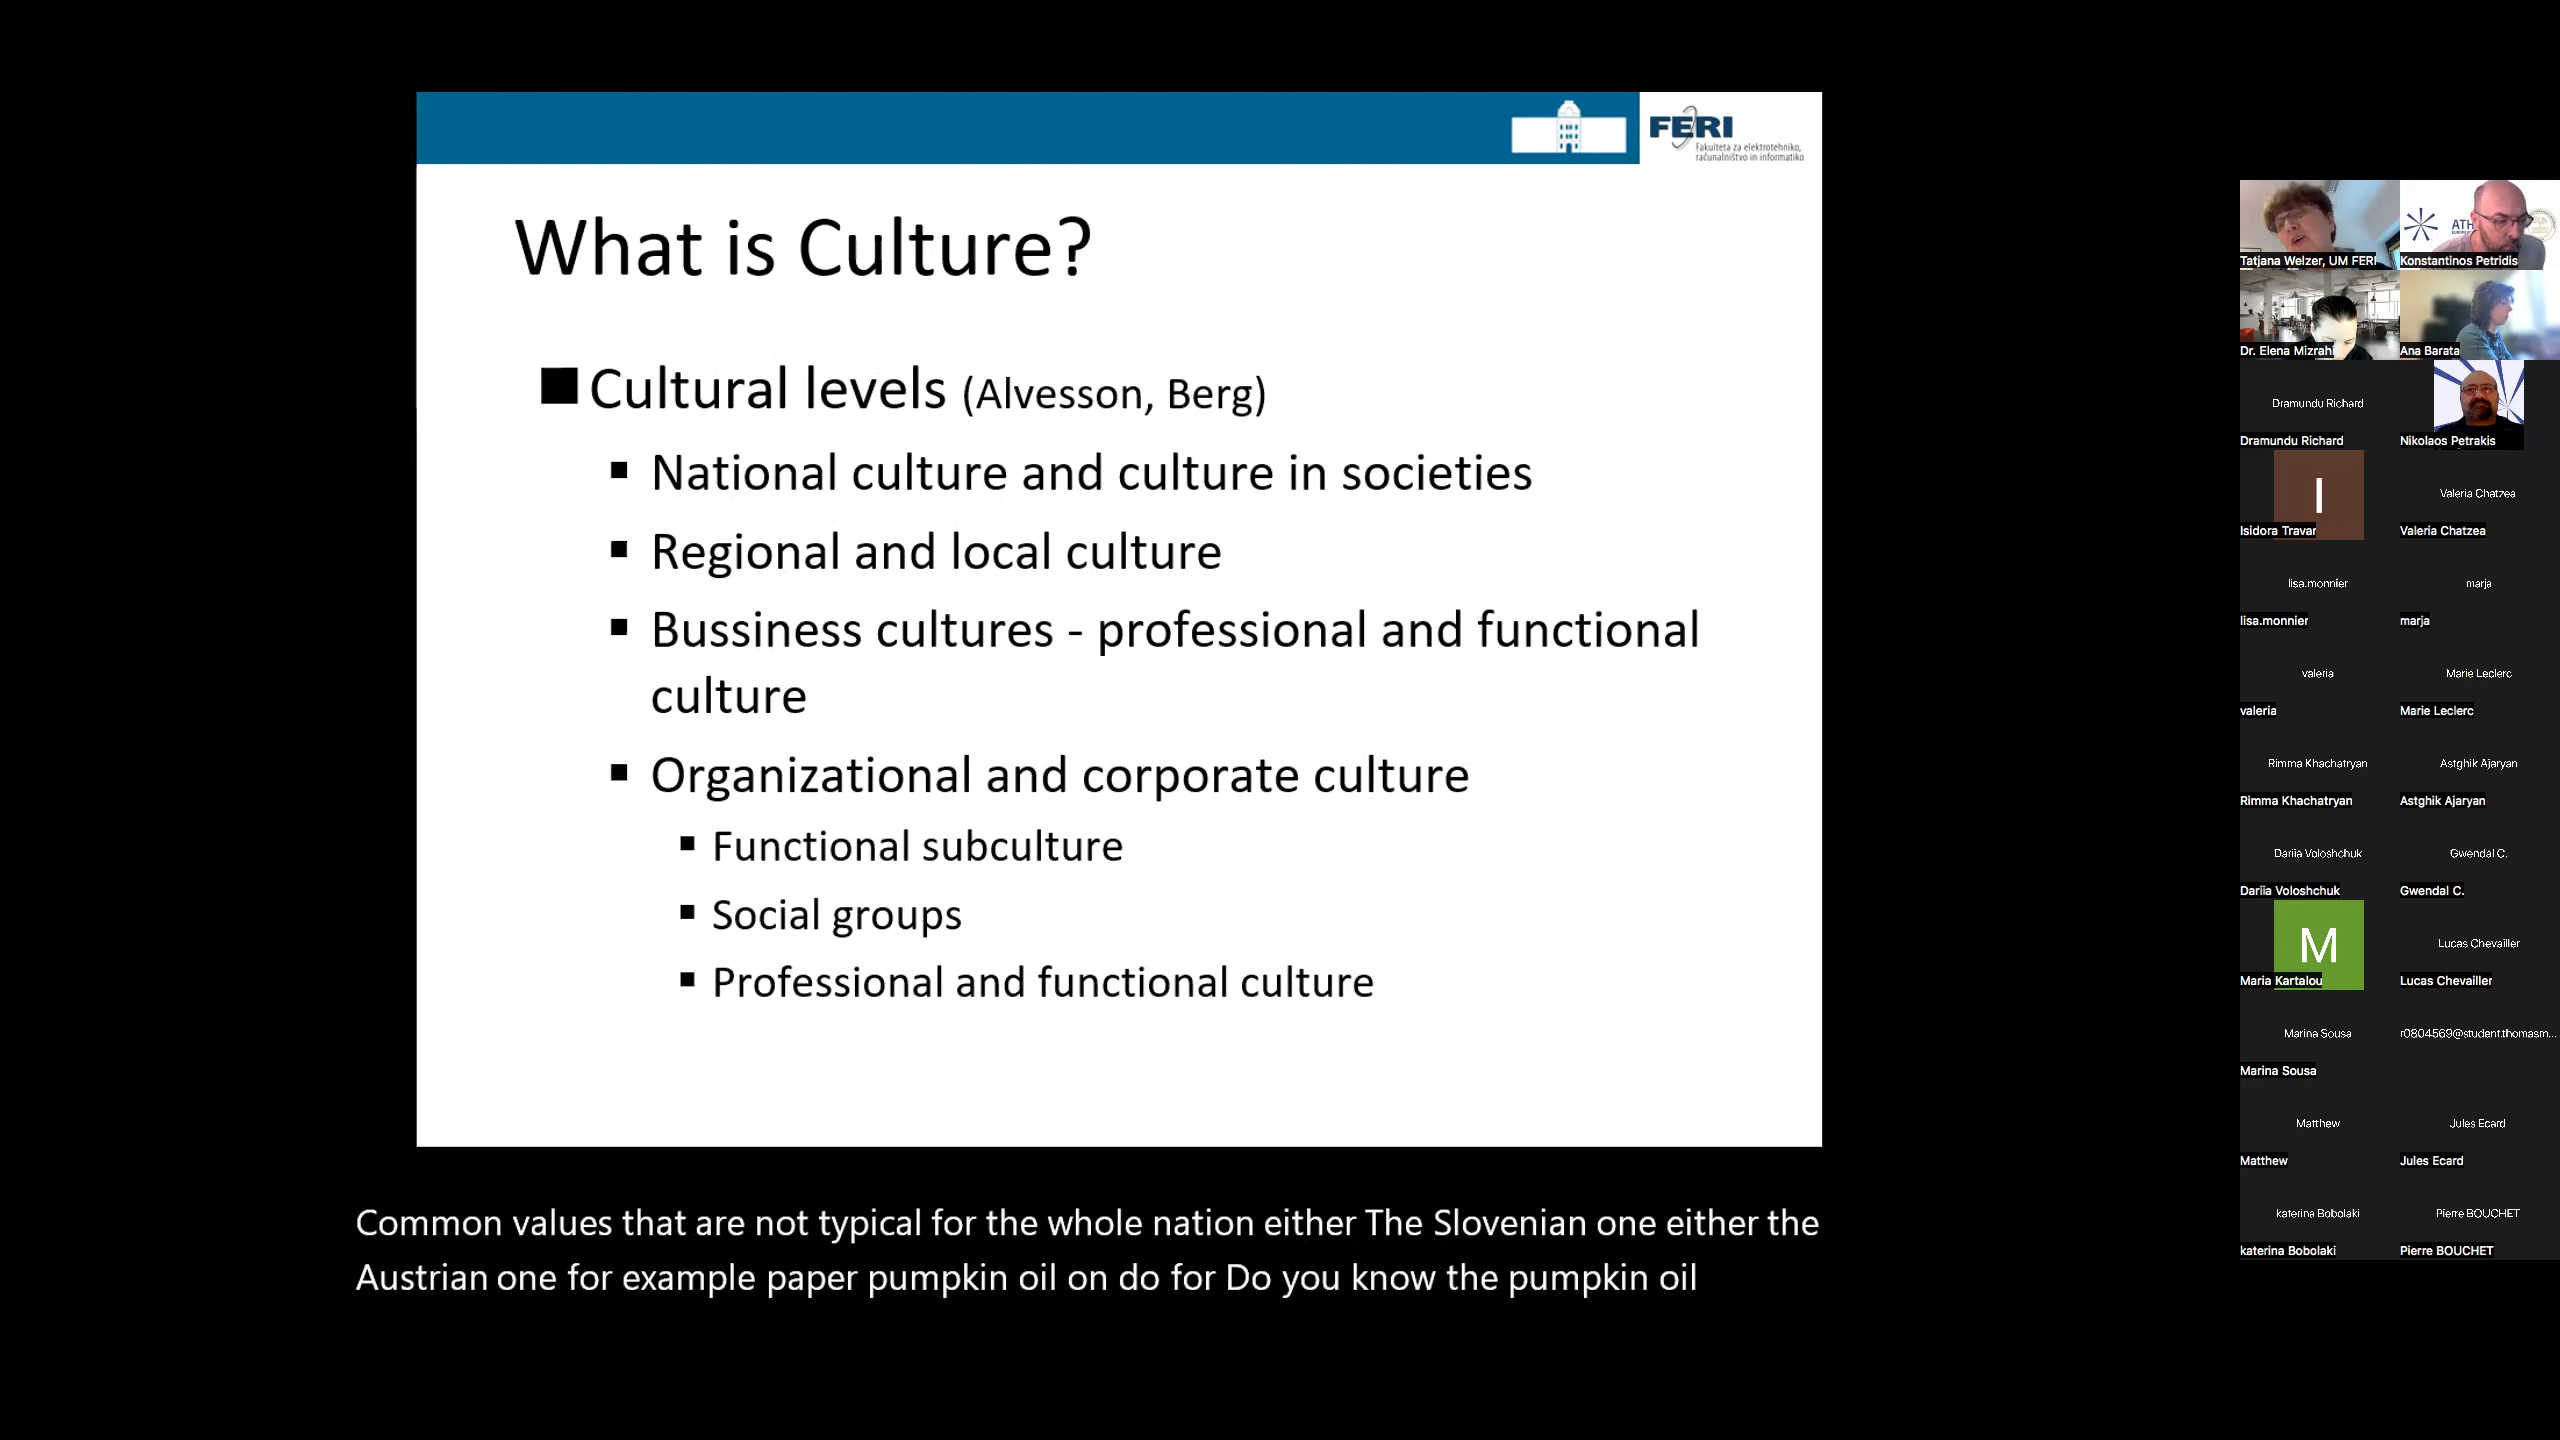 FERI
Fakulteta za elektrotehniko,
računalništvo in informatiko
What is Culture?
Cultural levels (Alvesson, Berg)
National culture and culture in societies
Regional and local culture
Bussiness cultures - professional and functional
culture
Organizational and corporate culture
Functional subculture
Social groups
Professional and functional culture
Common values that are not typical for the whole nation either The Slovenian one either the
Austrian one for example paper pumpkin oil on do for Do you know the pumpkin oil
Tatjana Welzer, UM FERI
ATH
Konstantinos Petridis
Dr. Elena Mizrahi
Ana Barata
Dramundu Richard
Dramundu Richard
Nikolaos Petrakis
I
Isidora Travar
Valeria Chatzea
Valeria Chatzea
lisa.monnier
lisa.monnier
marja
marja
valeria
valeria
Marie Leclerc
Marie Leclerc
Rimma Khachatryan
Rimma Khachatryan
Astghik Ajaryan
Astghik Ajaryan
Dariia Voloshchuk
Dariia Voloshchuk
Gwendal C.
Gwendal C.
M
Maria Kartalou
Lucas Chevailler
Lucas Chevailler
Marina Sousa
Marina Sousa
r0804569@student.thomasm...
Matthew
Matthew
Jules Ecard
Jules Ecard
katerina Bobolaki
katerina Bobolaki
Pierre BOUCHET
Pierre BOUCHET